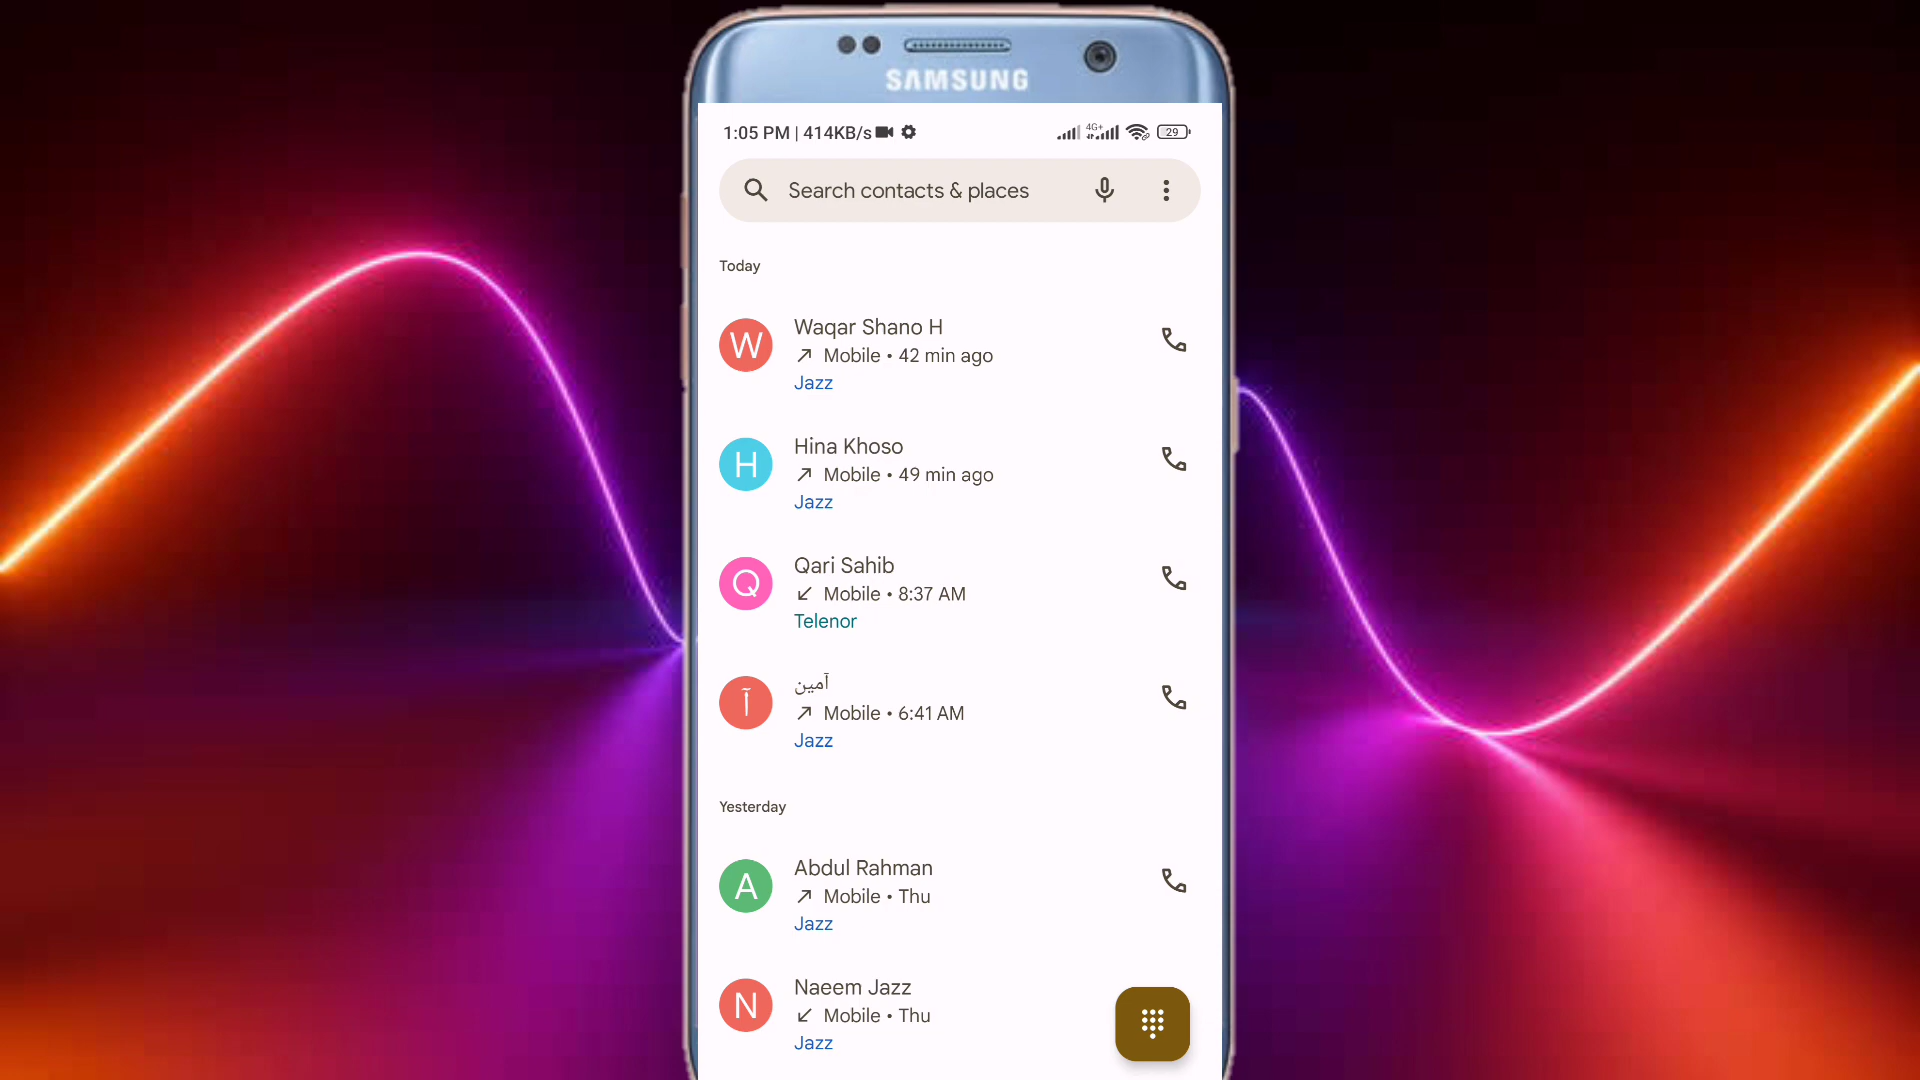 SAMSUNG
1:05 PM | 414KB/s 4G+ 29
Search contacts & places
Today
W
Waqar Shano H
Mobile • 42 min ago
Jazz
H
Hina Khoso
Mobile • 49 min ago
Jazz
Q
Qari Sahib
Mobile • 8:37 AM
Telenor
آ
آمین
Mobile • 6:41 AM
Jazz
Yesterday
A
Abdul Rahman
Mobile • Thu
Jazz
N
Naeem Jazz
Mobile • Thu
Jazz